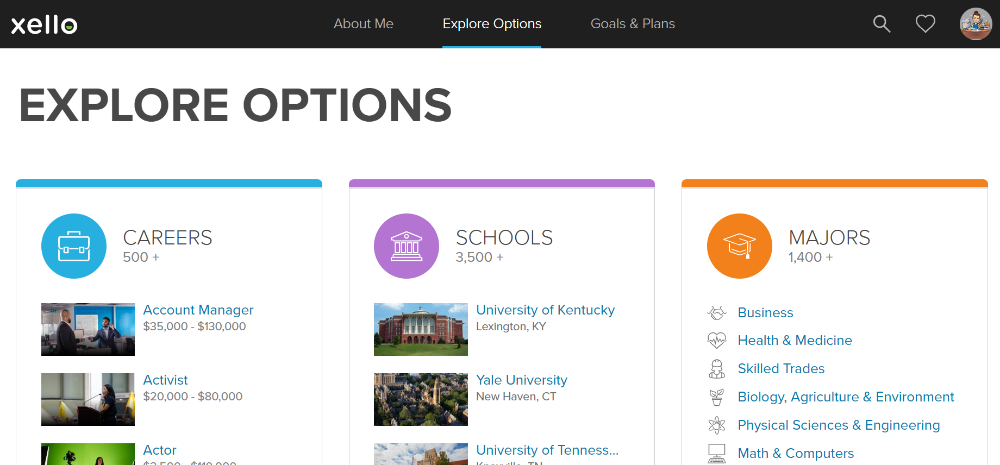 xello
About Me
Explore Options
Goals & Plans
EXPLORE OPTIONS
CAREERS
500 +
Account Manager
$35,000 - $130,000
Activist
$20,000 - $80,000
Actor
SCHOOLS
3,500 +
University of Kentucky
Lexington, KY
Yale University
New Haven, CT
University of Tenness...
Knoxville, TN
MAJORS
1,400 +
Business
Health & Medicine
Skilled Trades
Biology, Agriculture & Environment
Physical Sciences & Engineering
Math & Computers